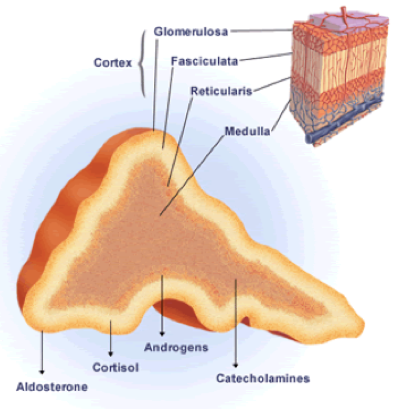 Glomerulosa
Cortex
Fasciculata
Reticularis
Medulla
Androgens
Cortisol
Catecholamines
Aldosterone